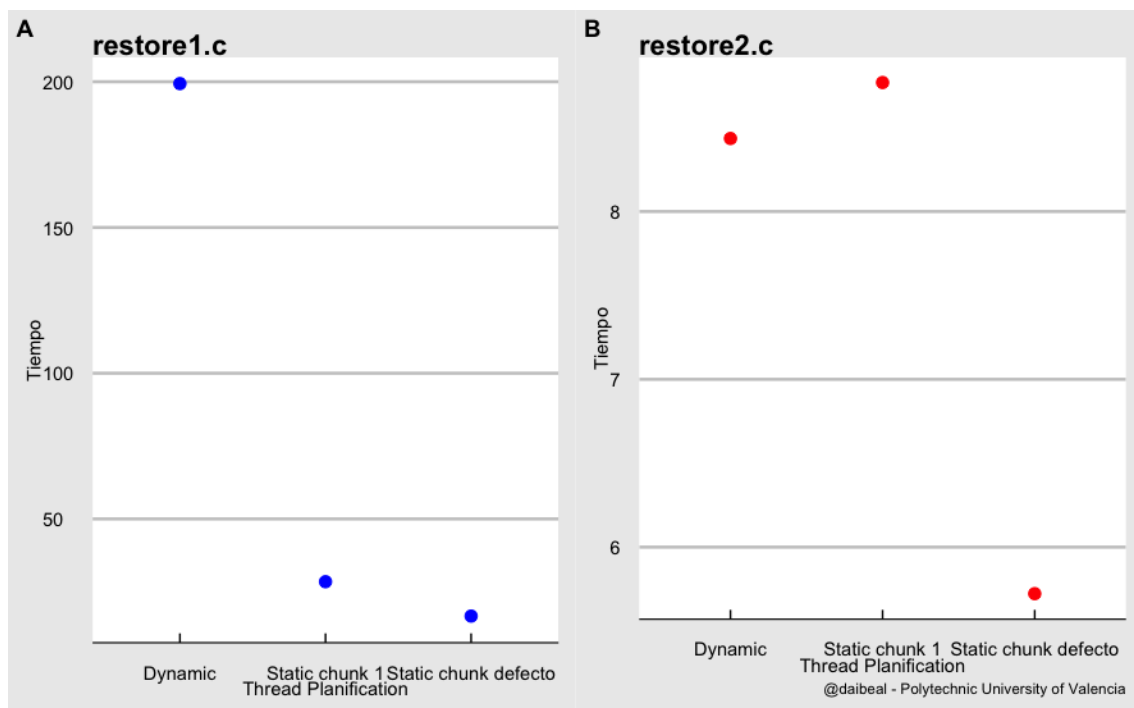 A
restore1.c
200
150
100
50
Tiempo
Dynamic
Static chunk 1
Static chunk defecto
Thread Planification
B
restore2.c
8
7
6
Tiempo
Dynamic
Static chunk 1
Static chunk defecto
Thread Planification
@daibeal - Polytechnic University of Valencia